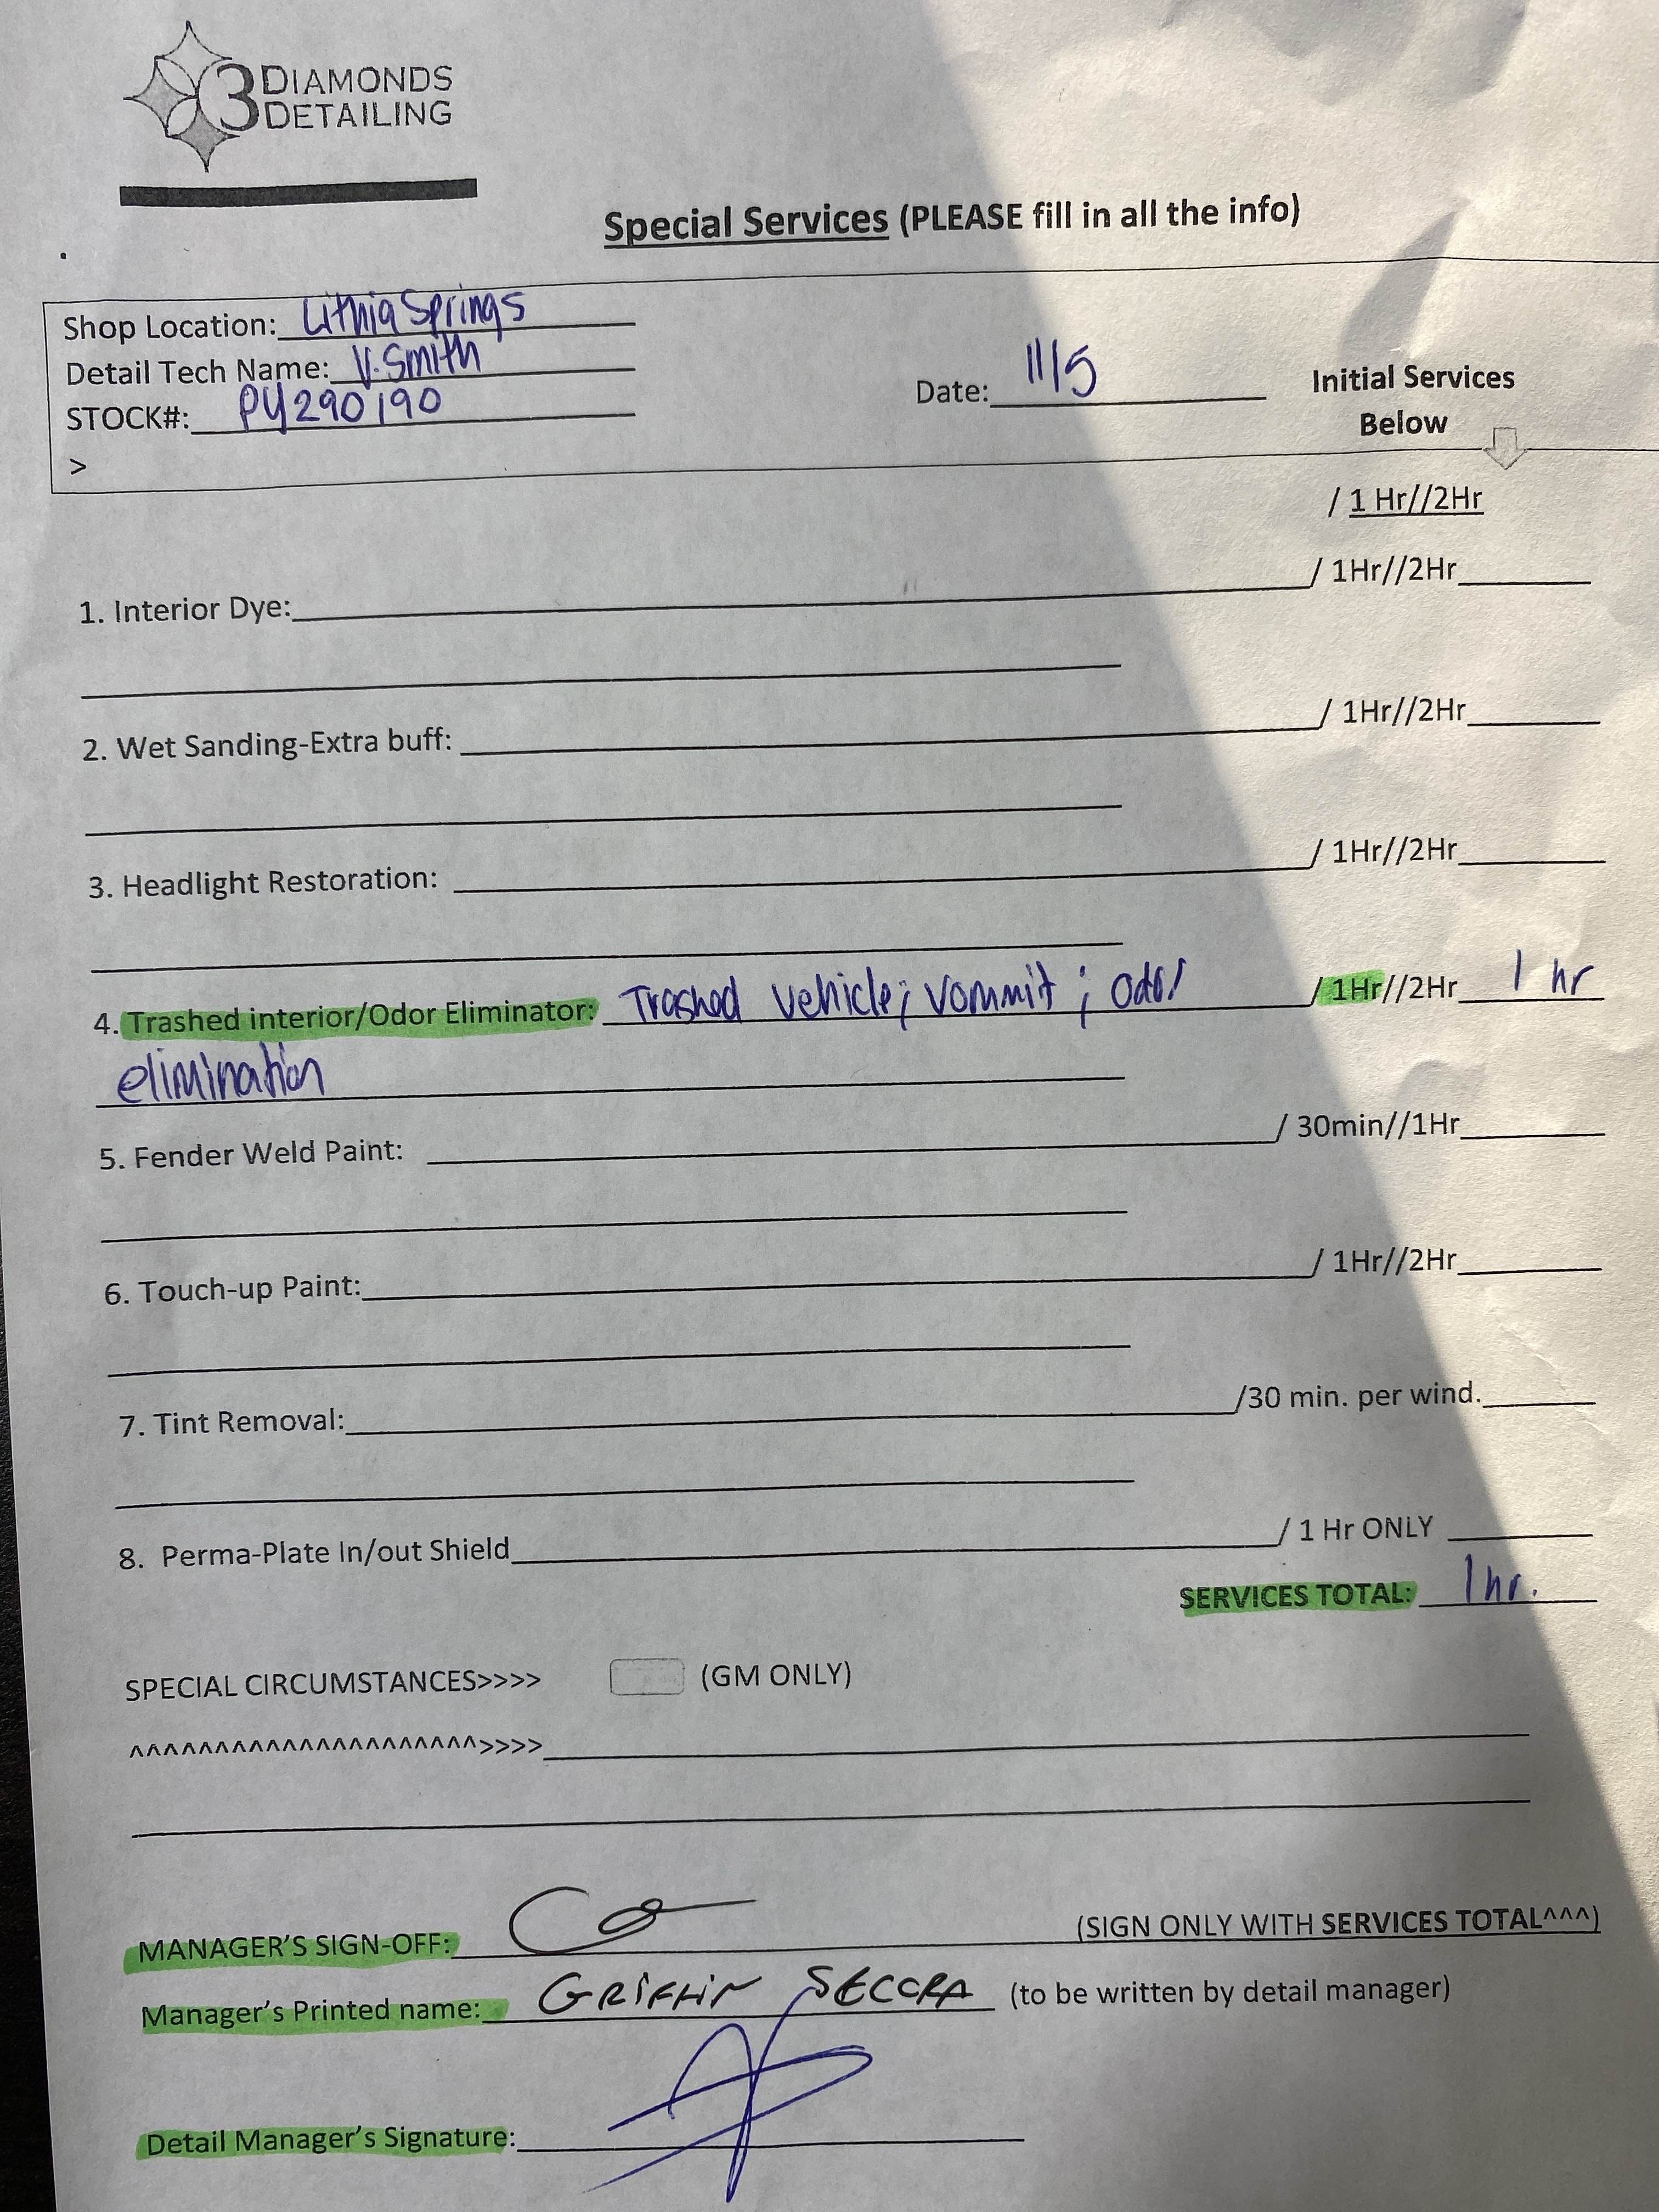 3 DIAMONDS
DETAILING
Special Services (PLEASE fill in all the info)
Shop Location: Lithia Springs
Detail Tech Name: V. Smith
STOCK#: PY290190
>
Date: 11/5
Initial Services
Below
/ 1 Hr//2Hr
1. Interior Dye: / 1Hr//2Hr
2. Wet Sanding-Extra buff: / 1Hr//2Hr
3. Headlight Restoration: / 1Hr//2Hr
4. Trashed interior/Odor Eliminator: Trashed vehicle; vommit; odor / 1Hr//2Hr 1 hr
elimination
5. Fender Weld Paint: / 30min//1Hr
6. Touch-up Paint: / 1Hr//2Hr
7. Tint Removal: /30 min. per wind.
8. Perma-Plate In/out Shield / 1 Hr ONLY
SERVICES TOTAL: 1hr.
SPECIAL CIRCUMSTANCES>>>> (GM ONLY)
^^^^^^^^^^^^^^^^^^^^^>>>>
MANAGER'S SIGN-OFF: (SIGN ONLY WITH SERVICES TOTAL^^^)
Manager's Printed name: GRiFFiN SECCRA (to be written by detail manager)
Detail Manager's Signature: